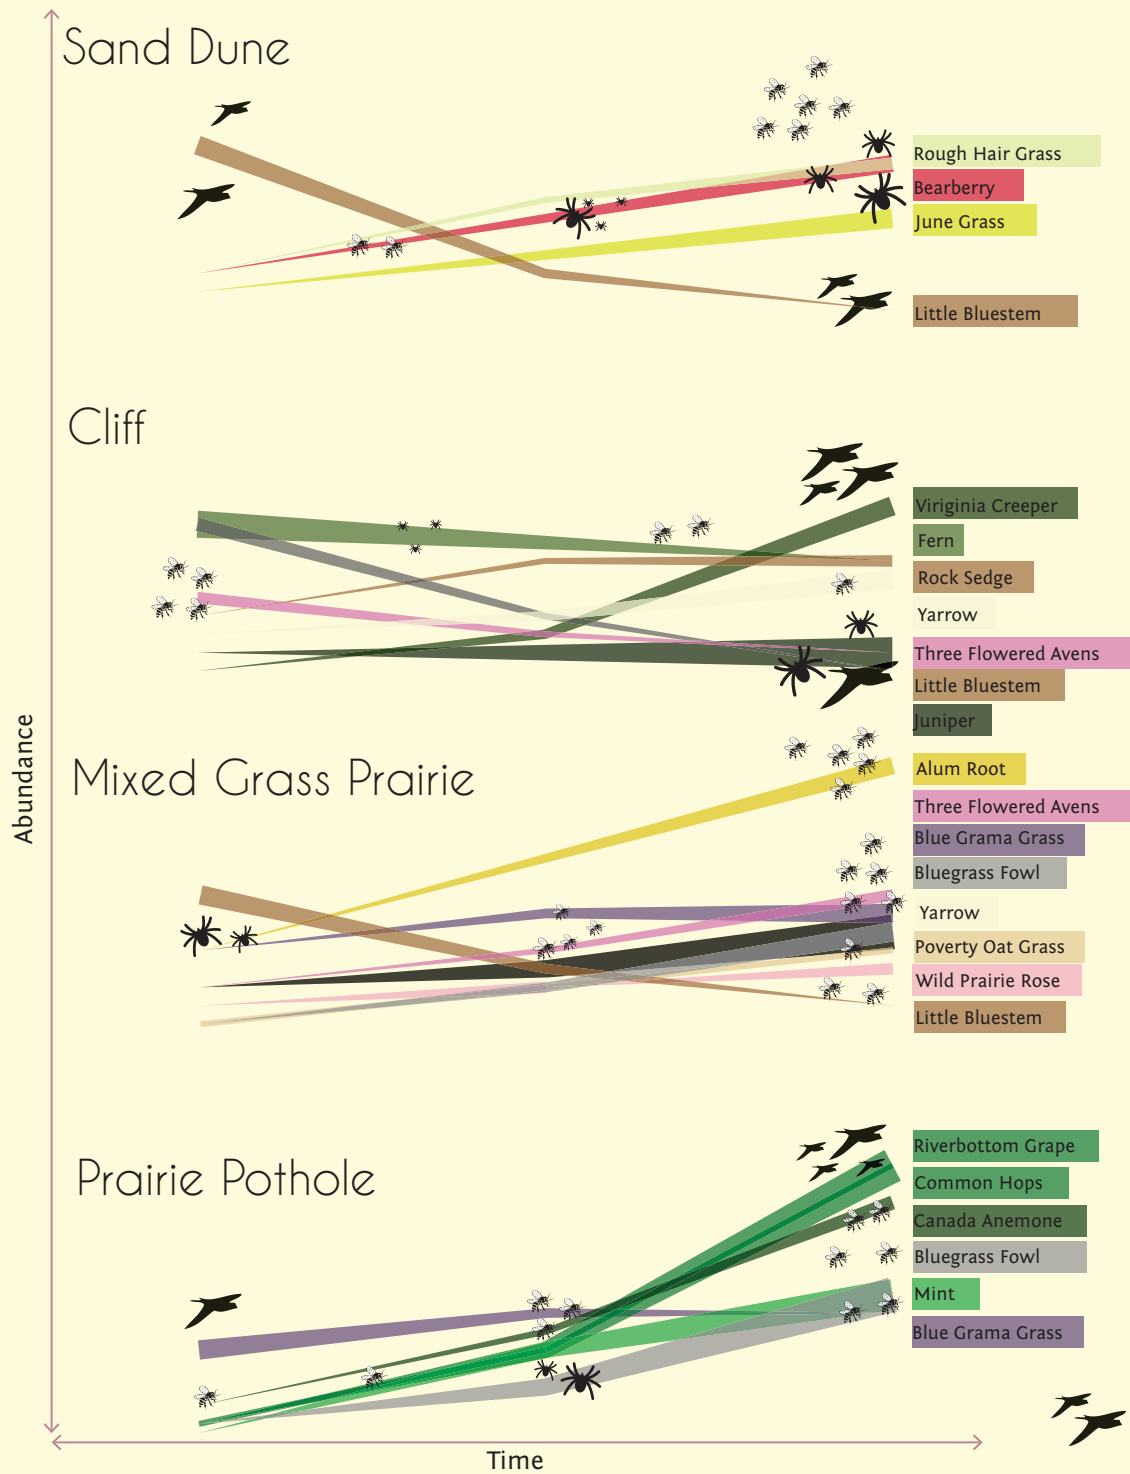 Sand Dune
Rough Hair Grass
Bearberry
June Grass
Little Bluestem
Cliff
Viriginia Creeper
Fern
Rock Sedge
Yarrow
Three Flowered Avens
Little Bluestem
Juniper
Abundance
Mixed Grass Prairie
Alum Root
Three Flowered Avens
Blue Grama Grass
Bluegrass Fowl
Yarrow
Poverty Oat Grass
Wild Prairie Rose
Little Bluestem
Prairie Pothole
Riverbottom Grape
Common Hops
Canada Anemone
Bluegrass Fowl
Mint
Blue Grama Grass
Time